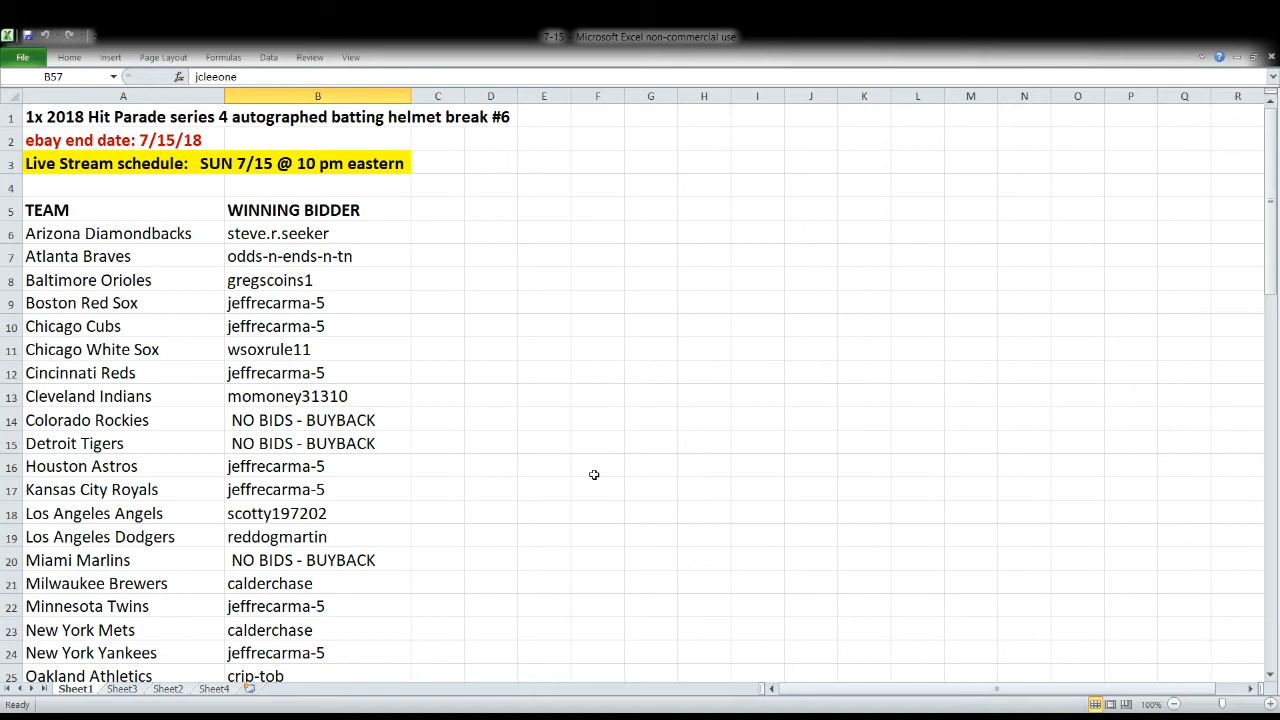 7-15 - Microsoft Excel non-commercial use
File Home Insert Page Layout Formulas Data Review View
B57 fx jcleeone
A B C D E F G H I J K L M N O P Q R
1 1x 2018 Hit Parade series 4 autographed batting helmet break #6
2 ebay end date: 7/15/18
3 Live Stream schedule: SUN 7/15 @ 10 pm eastern
4
5 TEAM WINNING BIDDER
6 Arizona Diamondbacks steve.r.seeker
7 Atlanta Braves odds-n-ends-n-tn
8 Baltimore Orioles gregscoins1
9 Boston Red Sox jeffrecarma-5
10 Chicago Cubs jeffrecarma-5
11 Chicago White Sox wsoxrule11
12 Cincinnati Reds jeffrecarma-5
13 Cleveland Indians momoney31310
14 Colorado Rockies NO BIDS - BUYBACK
15 Detroit Tigers NO BIDS - BUYBACK
16 Houston Astros jeffrecarma-5
17 Kansas City Royals jeffrecarma-5
18 Los Angeles Angels scotty197202
19 Los Angeles Dodgers reddogmartin
20 Miami Marlins NO BIDS - BUYBACK
21 Milwaukee Brewers calderchase
22 Minnesota Twins jeffrecarma-5
23 New York Mets calderchase
24 New York Yankees jeffrecarma-5
25 Oakland Athletics crip-tob
Sheet1 Sheet3 Sheet2 Sheet4
Ready 100%